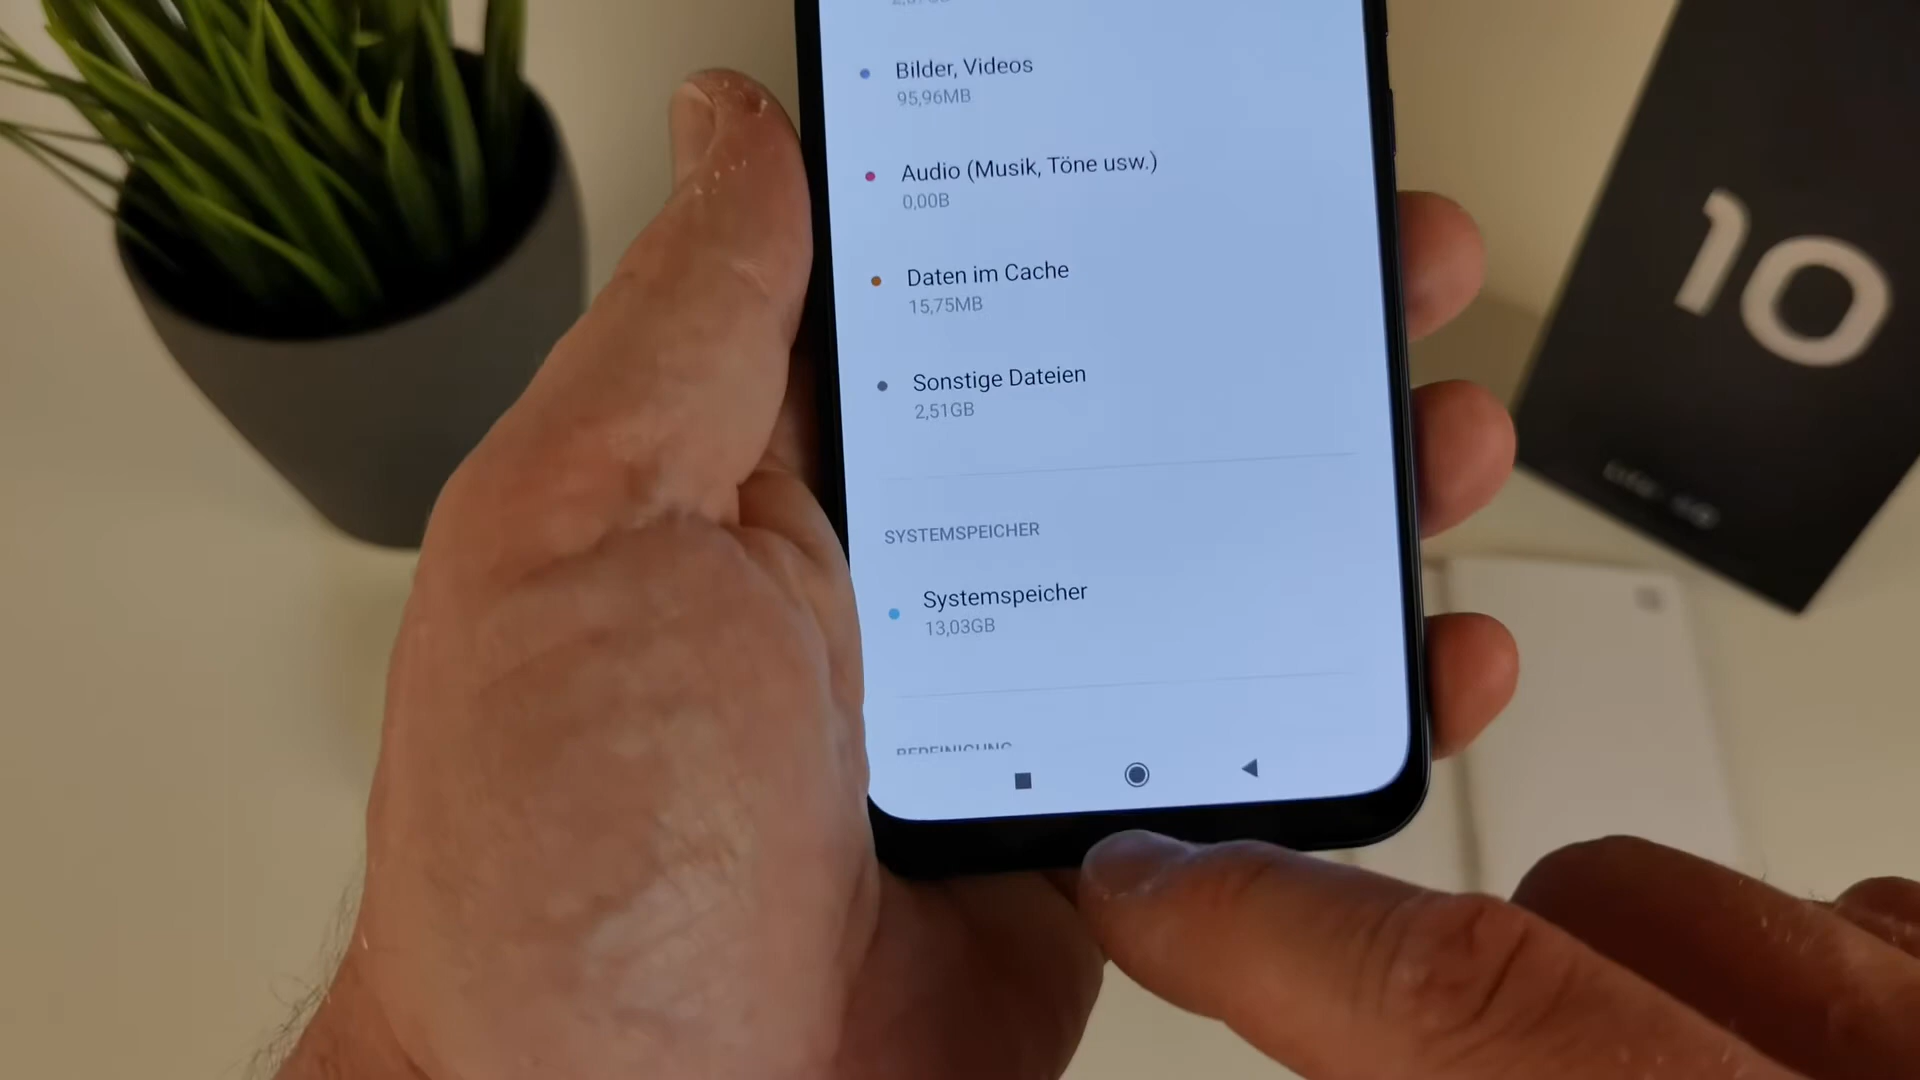 Bilder, Videos
95,96MB
Audio (Musik, Töne usw.)
0,00B
Daten im Cache
15,75MB
Sonstige Dateien
2,51GB
SYSTEMSPEICHER
Systemspeicher
13,03GB
BEREINIGUNG
10